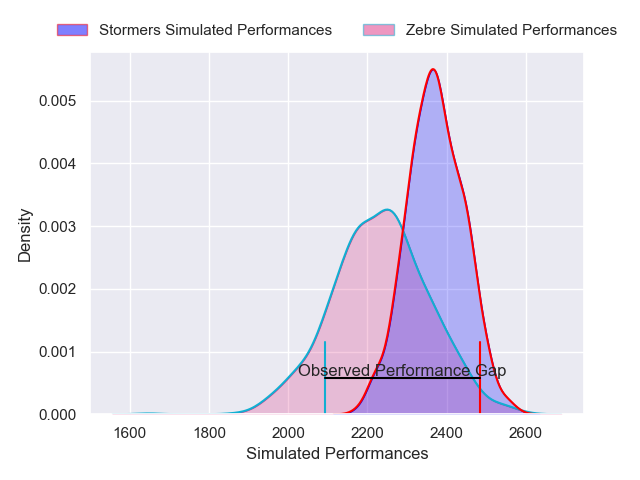 Stormers Simulated Performances
Zebre Simulated Performances
Density
0.005
0.004
0.003
0.002
0.001
0.000
Observed Performance Gap
1600 1800 2000 2200 2400 2600
Simulated Performances